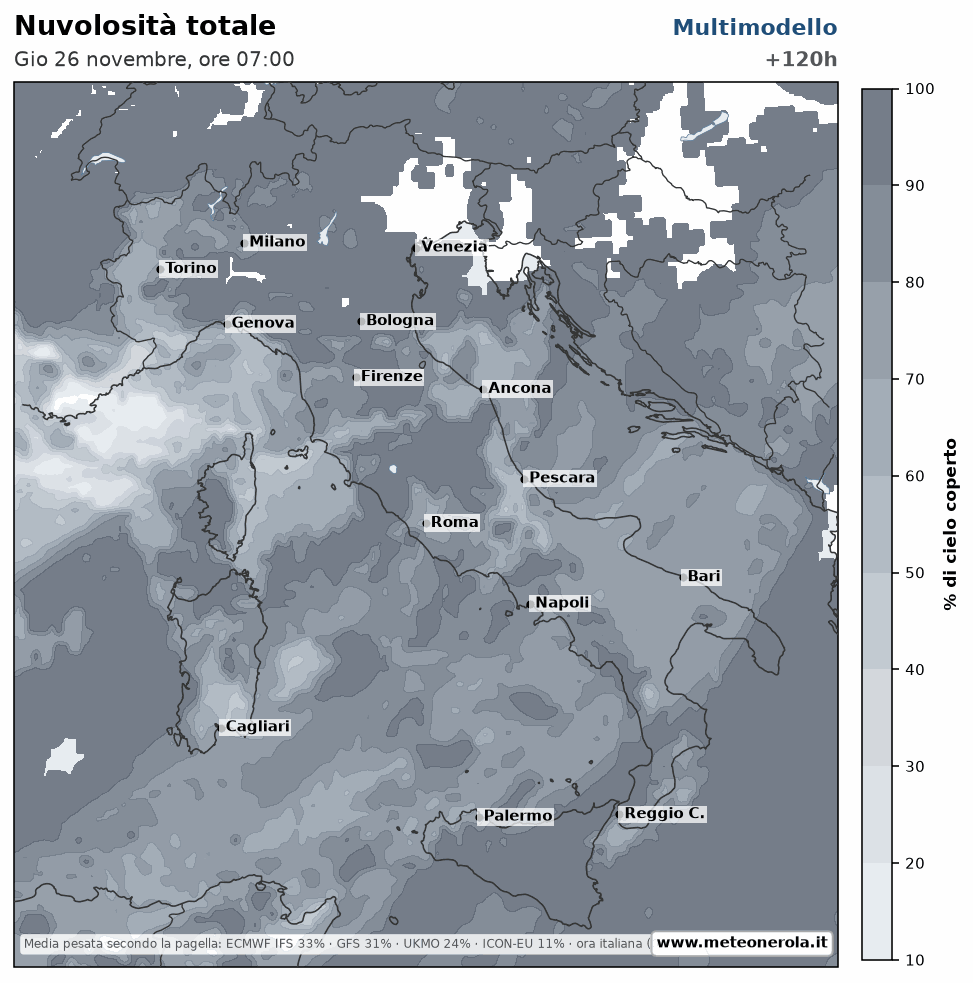 Nuvolosità totale
Multimodello
Gio 26 novembre, ore 07:00
+120h
Milano
Venezia
Torino
Genova
Bologna
Firenze
Ancona
Pescara
Roma
Bari
Napoli
Cagliari
Palermo
Reggio C.
100
90
80
70
60
50
40
30
20
10
% di cielo coperto
Media pesata secondo la pagella: ECMWF IFS 33% · GFS 31% · UKMO 24% · ICON-EU 11% · ora italiana (
www.meteonerola.it